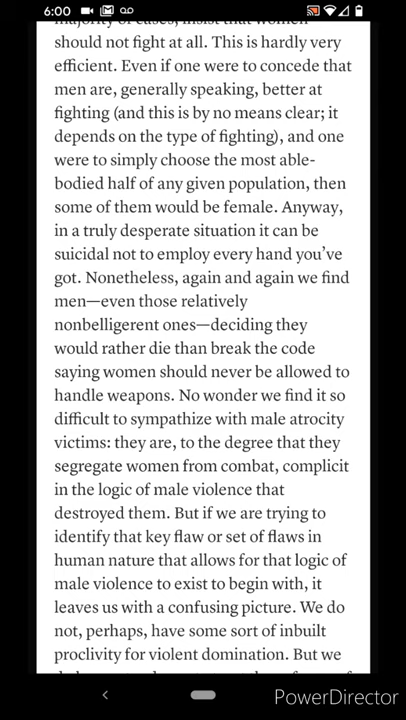 6:00
majority of cases, insist that women
should not fight at all. This is hardly very
efficient. Even if one were to concede that
men are, generally speaking, better at
fighting (and this is by no means clear; it
depends on the type of fighting), and one
were to simply choose the most able-
bodied half of any given population, then
some of them would be female. Anyway,
in a truly desperate situation it can be
suicidal not to employ every hand you’ve
got. Nonetheless, again and again we find
men—even those relatively
nonbelligerent ones—deciding they
would rather die than break the code
saying women should never be allowed to
handle weapons. No wonder we find it so
difficult to sympathize with male atrocity
victims: they are, to the degree that they
segregate women from combat, complicit
in the logic of male violence that
destroyed them. But if we are trying to
identify that key flaw or set of flaws in
human nature that allows for that logic of
male violence to exist to begin with, it
leaves us with a confusing picture. We do
not, perhaps, have some sort of inbuilt
proclivity for violent domination. But we
PowerDirector